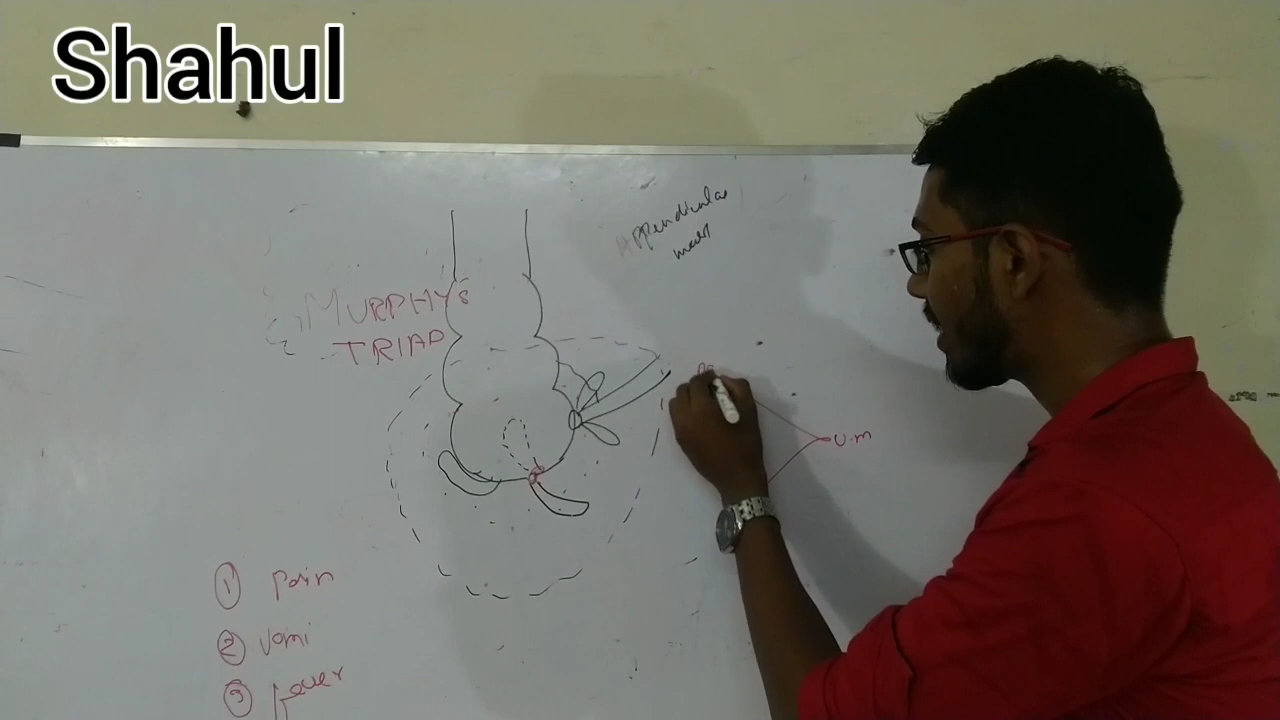 Shahul
Appendicular
mass
MURPHY'S
TRIAD
U.m
① Pain
② Vomi
③ fever